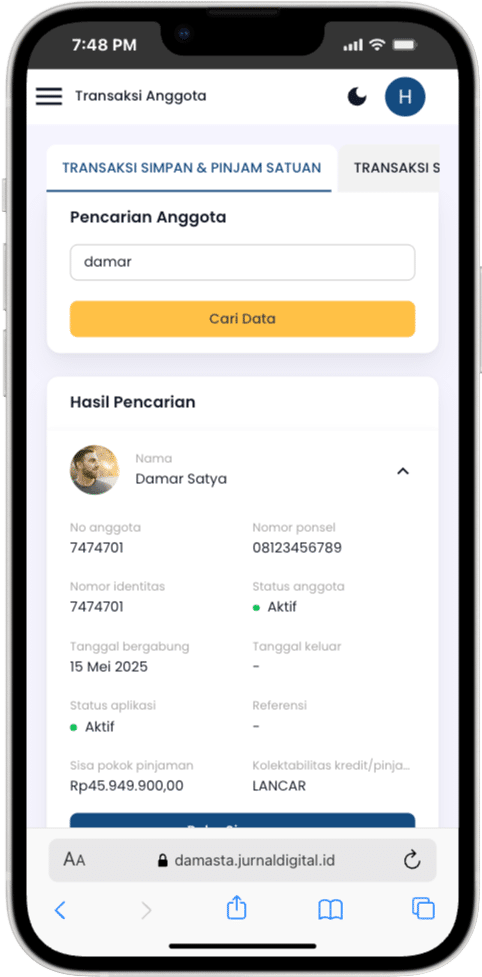 7:48 PM
Transaksi Anggota
H
TRANSAKSI SIMPAN & PINJAM SATUAN
TRANSAKSI S
Pencarian Anggota
damar
Cari Data
Hasil Pencarian
Nama
Damar Satya
No anggota
Nomor ponsel
7474701
08123456789
Nomor identitas
Status anggota
7474701
Aktif
Tanggal bergabung
Tanggal keluar
15 Mei 2025
-
Status aplikasi
Referensi
Aktif
-
Sisa pokok pinjaman
Kolektabilitas kredit/pinja...
Rp45.949.900,00
LANCAR
AA
damasta.jurnaldigital.id